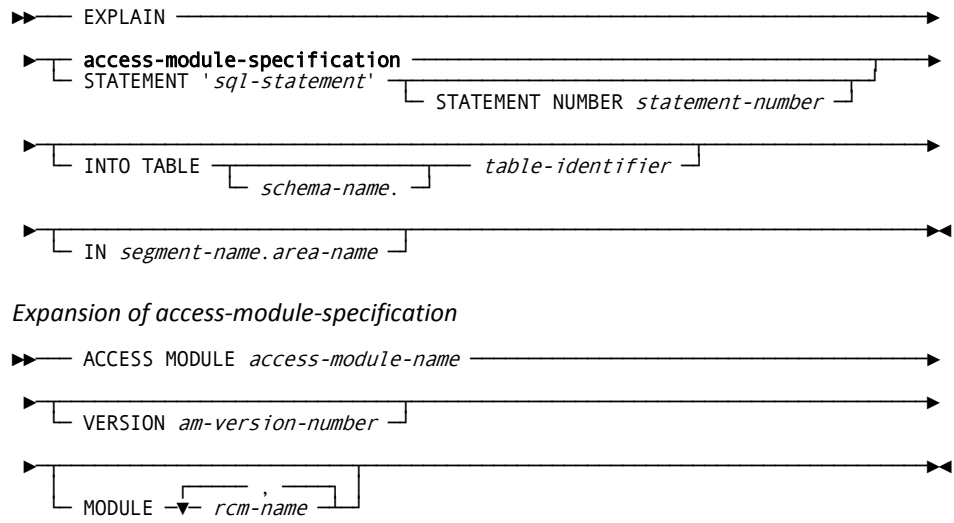 EXPLAIN
access-module-specification
STATEMENT 'sql-statement'
STATEMENT NUMBER statement-number
INTO TABLE schema-name. table-identifier
IN segment-name.area-name
Expansion of access-module-specification
ACCESS MODULE access-module-name
VERSION am-version-number
,
MODULE rcm-name